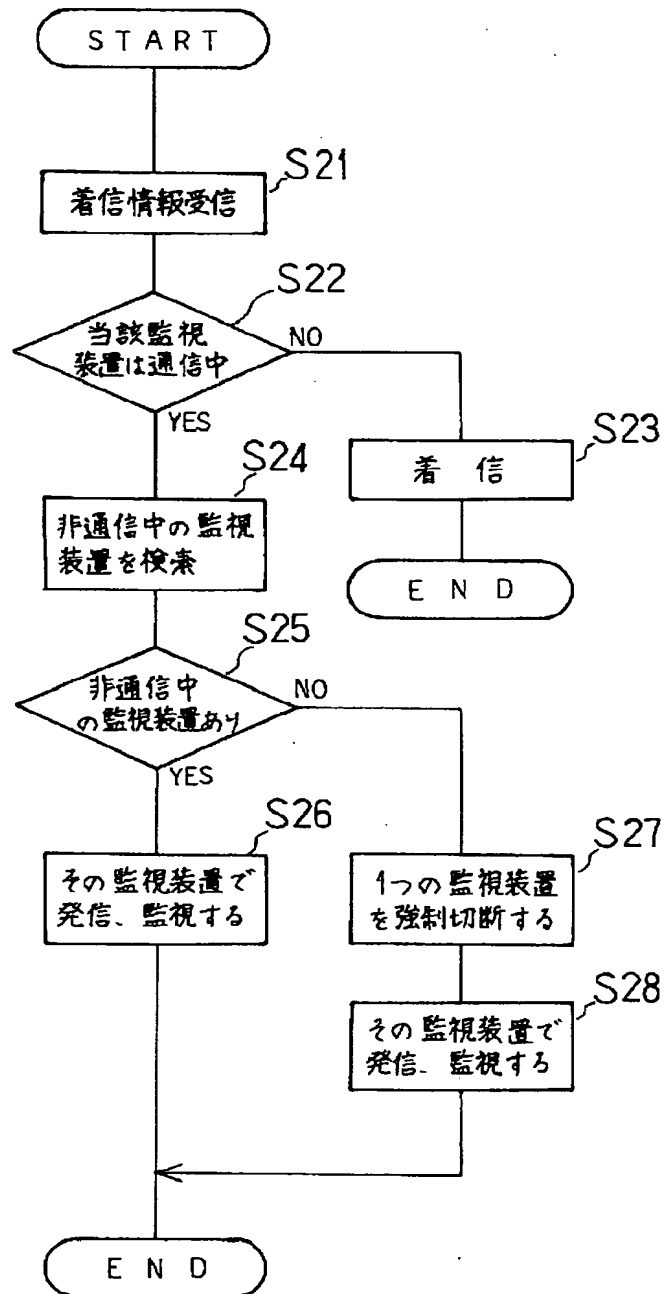 START
S21
着信情報受信
S22
当該監視
装置は通信中
NO
YES
S23
着信
END
S24
非通信中の監視
装置を検索
S25
非通信中
の監視装置あり
NO
YES
S26
その監視装置で
発信、監視する
S27
1つの監視装置
を強制切断する
S28
その監視装置で
発信、監視する
END